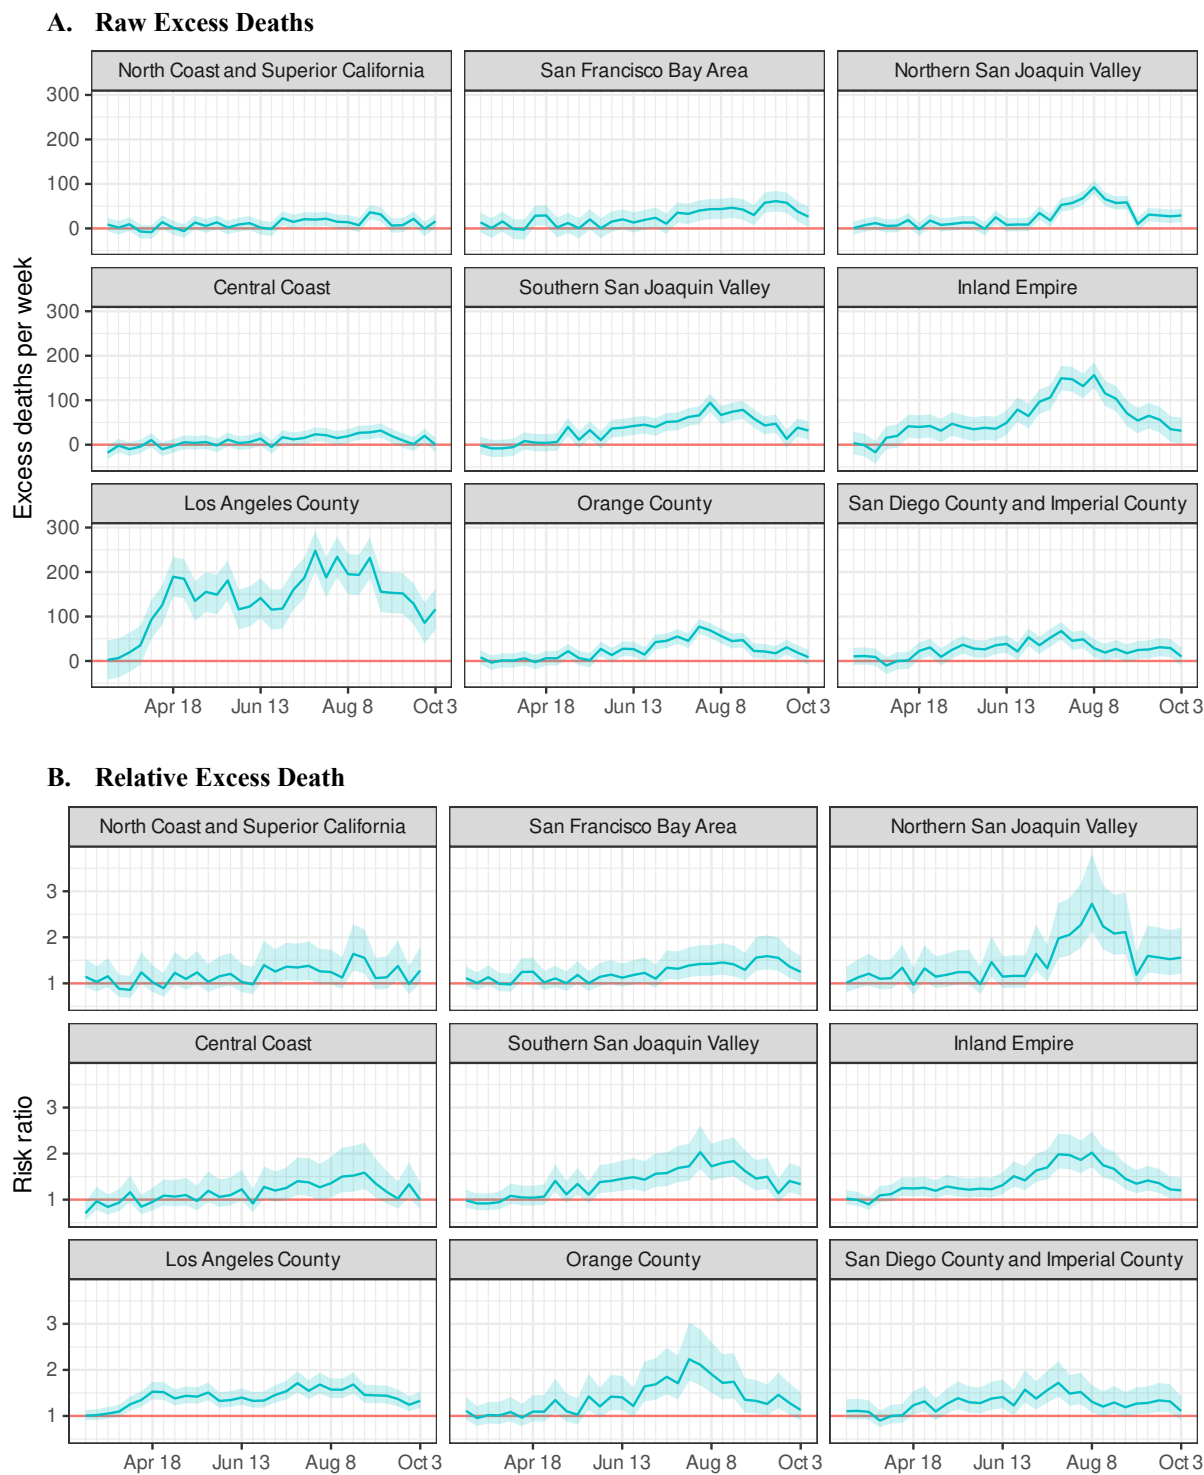 A. Raw Excess Deaths
North Coast and Superior California
San Francisco Bay Area
Northern San Joaquin Valley
300
200
100
0
Central Coast
Southern San Joaquin Valley
Inland Empire
300
200
100
0
Excess deaths per week
Los Angeles County
Orange County
San Diego County and Imperial County
300
200
100
0
Apr 18 Jun 13 Aug 8 Oct 3
Apr 18 Jun 13 Aug 8 Oct 3
Apr 18 Jun 13 Aug 8 Oct 3
B. Relative Excess Death
North Coast and Superior California
San Francisco Bay Area
Northern San Joaquin Valley
3
2
1
Central Coast
Southern San Joaquin Valley
Inland Empire
3
2
1
Risk ratio
Los Angeles County
Orange County
San Diego County and Imperial County
3
2
1
Apr 18 Jun 13 Aug 8 Oct 3
Apr 18 Jun 13 Aug 8 Oct 3
Apr 18 Jun 13 Aug 8 Oct 3